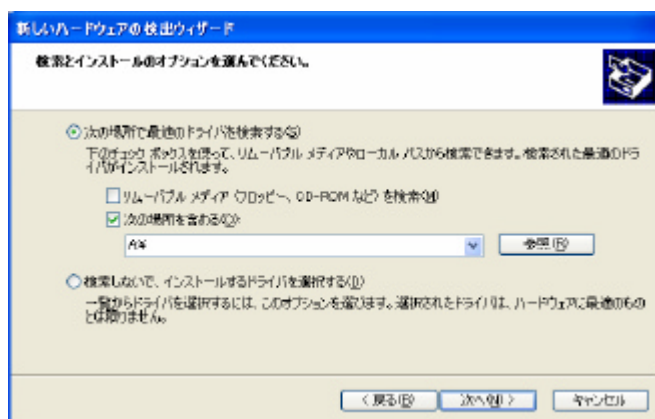 新しいハードウェアの検出ウィザード
検索とインストールのオプションを選んでください。
次の場所で最適のドライバを検索する(S)
下のチェック ボックスを使って、リムーバブル メディアやローカル パスから検索できます。検索された最適のドラ
イバがインストールされます。
リムーバブル メディア (フロッピー、CD-ROM など) を検索(M)
次の場所を含める(O):
A:¥
参照(R)
検索しないで、インストールするドライバを選択する(D)
一覧からドライバを選択するには、このオプションを選びます。選択されたドライバは、ハードウェアに最適のもの
とは限りません。
< 戻る(B)
次へ(N) >
キャンセル